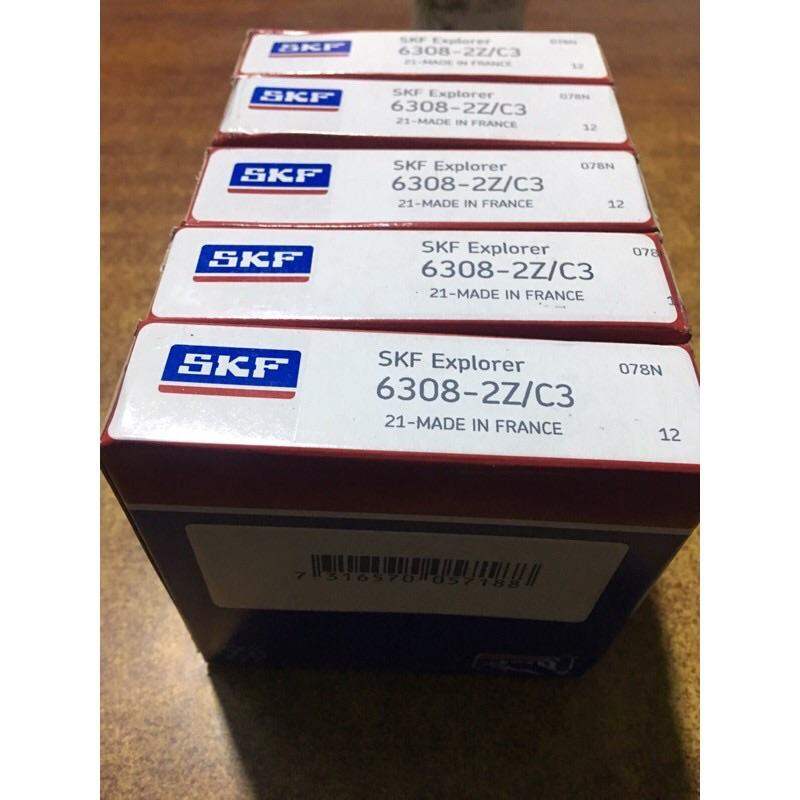 SKF
SKF Explorer
078N
6308-2Z/C3
21-MADE IN FRANCE
12
SKF
SKF Explorer
078N
6308-2Z/C3
21-MADE IN FRANCE
12
SKF
SKF Explorer
078N
6308-2Z/C3
21-MADE IN FRANCE
12
SKF
SKF Explorer
078
6308-2Z/C3
21-MADE IN FRANCE
SKF
SKF Explorer
078N
6308-2Z/C3
21-MADE IN FRANCE
12
7 316570 057188